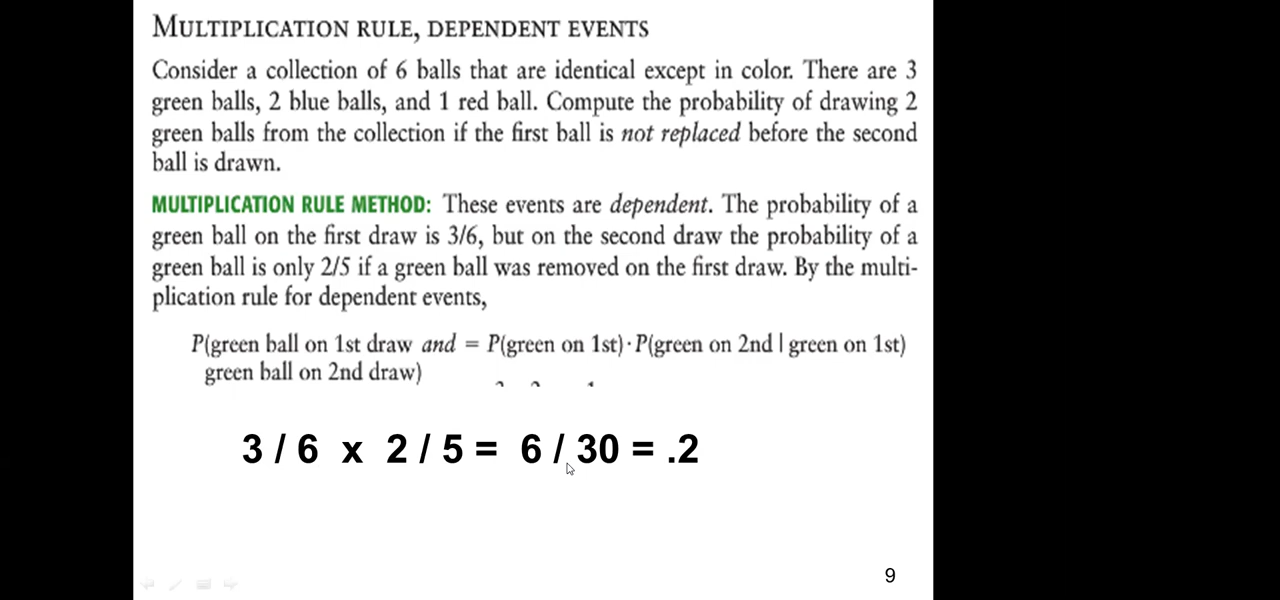 MULTIPLICATION RULE, DEPENDENT EVENTS
Consider a collection of 6 balls that are identical except in color. There are 3
green balls, 2 blue balls, and 1 red ball. Compute the probability of drawing 2
green balls from the collection if the first ball is not replaced before the second
ball is drawn.
MULTIPLICATION RULE METHOD: These events are dependent. The probability of a
green ball on the first draw is 3/6, but on the second draw the probability of a
green ball is only 2/5 if a green ball was removed on the first draw. By the multi-
plication rule for dependent events,
P(green ball on 1st draw and = P(green on 1st) · P(green on 2nd | green on 1st)
green ball on 2nd draw)
3 / 6 x 2 / 5 = 6 / 30 = .2
9